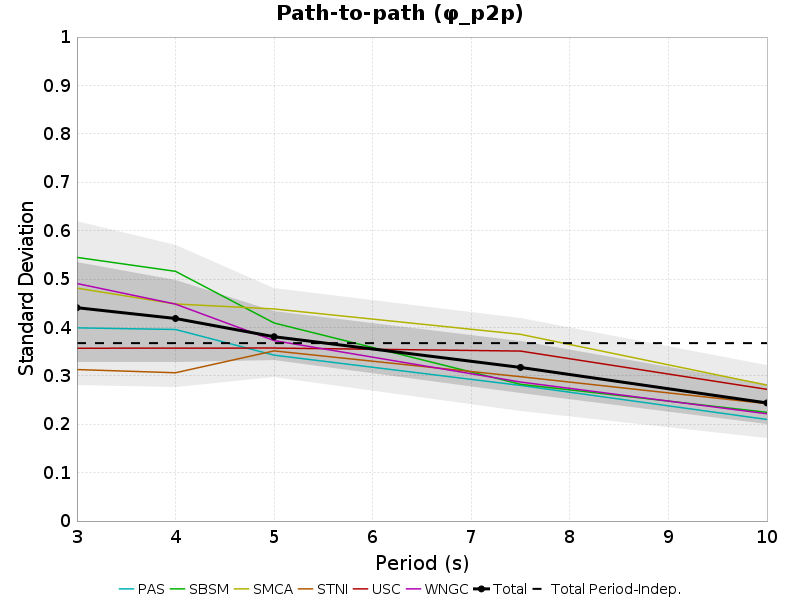 Path-to-path (φ_p2p)
1
0.9
0.8
0.7
0.6
0.5
0.4
0.3
0.2
0.1
0
Standard Deviation
3 4 5 6 7 8 9 10
Period (s)
PAS SBSM SMCA STNI USC WNGC Total Total Period-Indep.